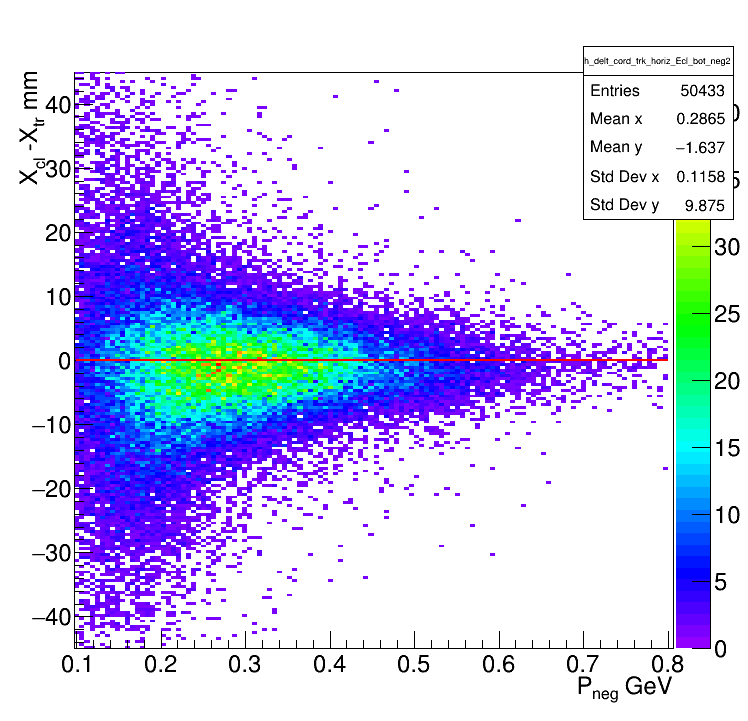 h_delt_cord_trk_horiz_Ecl_bot_neg2
Entries 50433
Mean x 0.2865
Mean y −1.637
Std Dev x 0.1158
Std Dev y 9.875
X_cl -X_tr mm
40
30
20
10
0
−10
−20
−30
−40
0.1 0.2 0.3 0.4 0.5 0.6 0.7 0.8
P_neg GeV
30
25
20
15
10
5
0